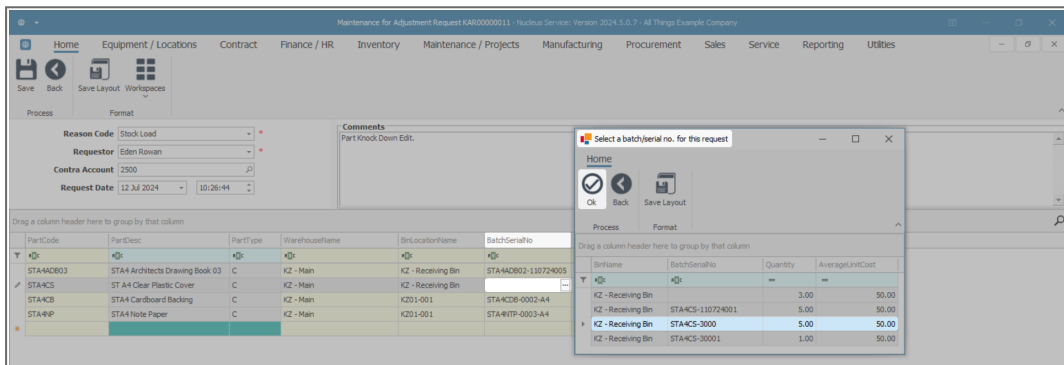 Maintenance for Adjustment Request KAR00000011 - Nucleus Service: Version 2024.5.0.7 - All Things Example Company
Home Equipment / Locations Contract Finance / HR Inventory Maintenance / Projects Manufacturing Procurement Sales Service Reporting Utilities
Save Back Save Layout Workspaces
Process Format
Reason Code Stock Load *
Requestor Eden Rowan *
Contra Account 2500
Request Date 12 Jul 2024 10:26:44
Comments
Part Knock Down Edit.
Drag a column header here to group by that column
PartCode PartDesc PartType WarehouseName BinLocationName BatchSerialNo
STA4ADB03 STA4 Architects Drawing Book 03 C KZ - Main KZ - Receiving Bin STA4ADB02-110724005
STA4CS ST A4 Clear Plastic Cover C KZ - Main KZ - Receiving Bin ...
STA4CB STA4 Cardboard Backing C KZ - Main KZ01-001 STA4CDB-0002-A4
STA4NP STA4 Note Paper C KZ - Main KZ01-001 STA4NTP-0003-A4
Select a batch/serial no. for this request
Home
Ok Back Save Layout
Process Format
Drag a column header here to group by that column
BinName BatchSerialNo Quantity AverageUnitCost
= =
KZ - Receiving Bin 3.00 50.00
KZ - Receiving Bin STA4CS-110724001 5.00 50.00
KZ - Receiving Bin STA4CS-3000 5.00 50.00
KZ - Receiving Bin STA4CS-30001 1.00 50.00